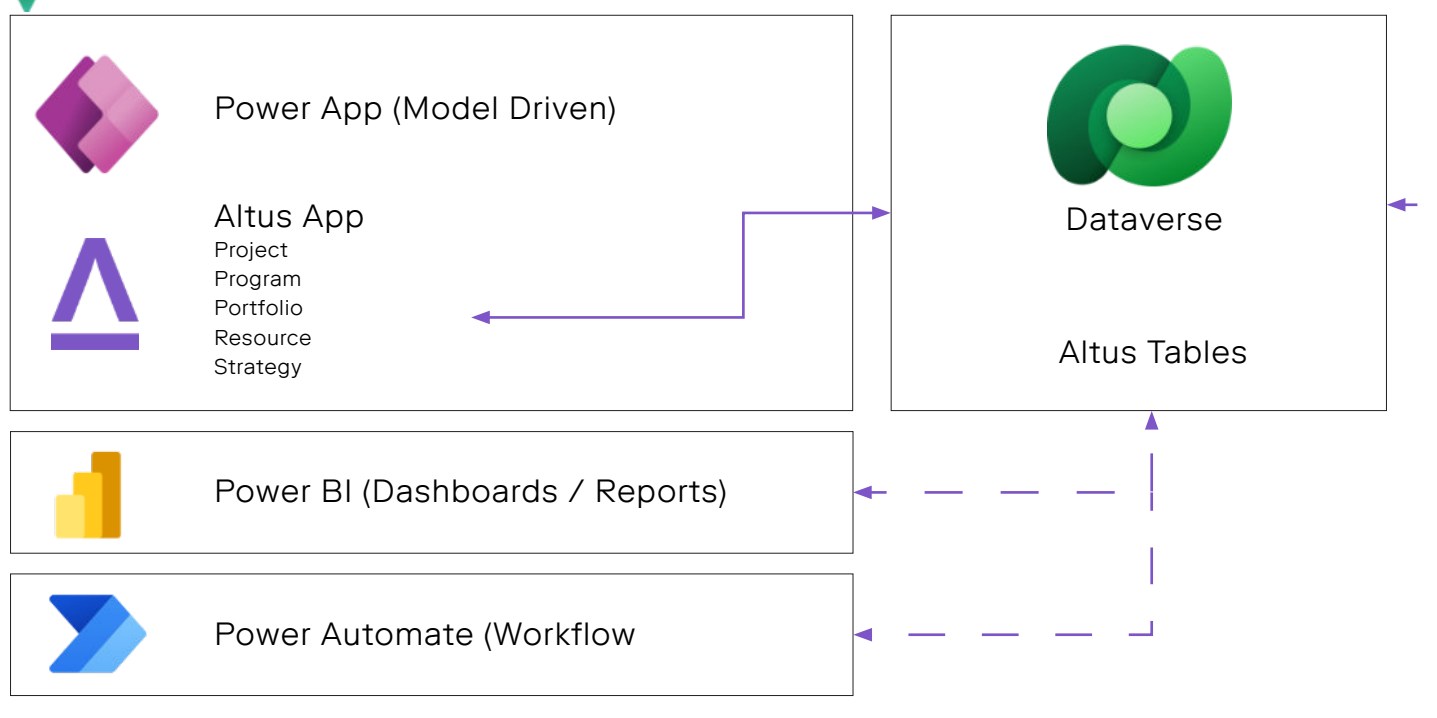 Power App (Model Driven)
Altus App
Project
Program
Portfolio
Resource
Strategy
Dataverse
Altus Tables
Power BI (Dashboards / Reports)
Power Automate (Workflow